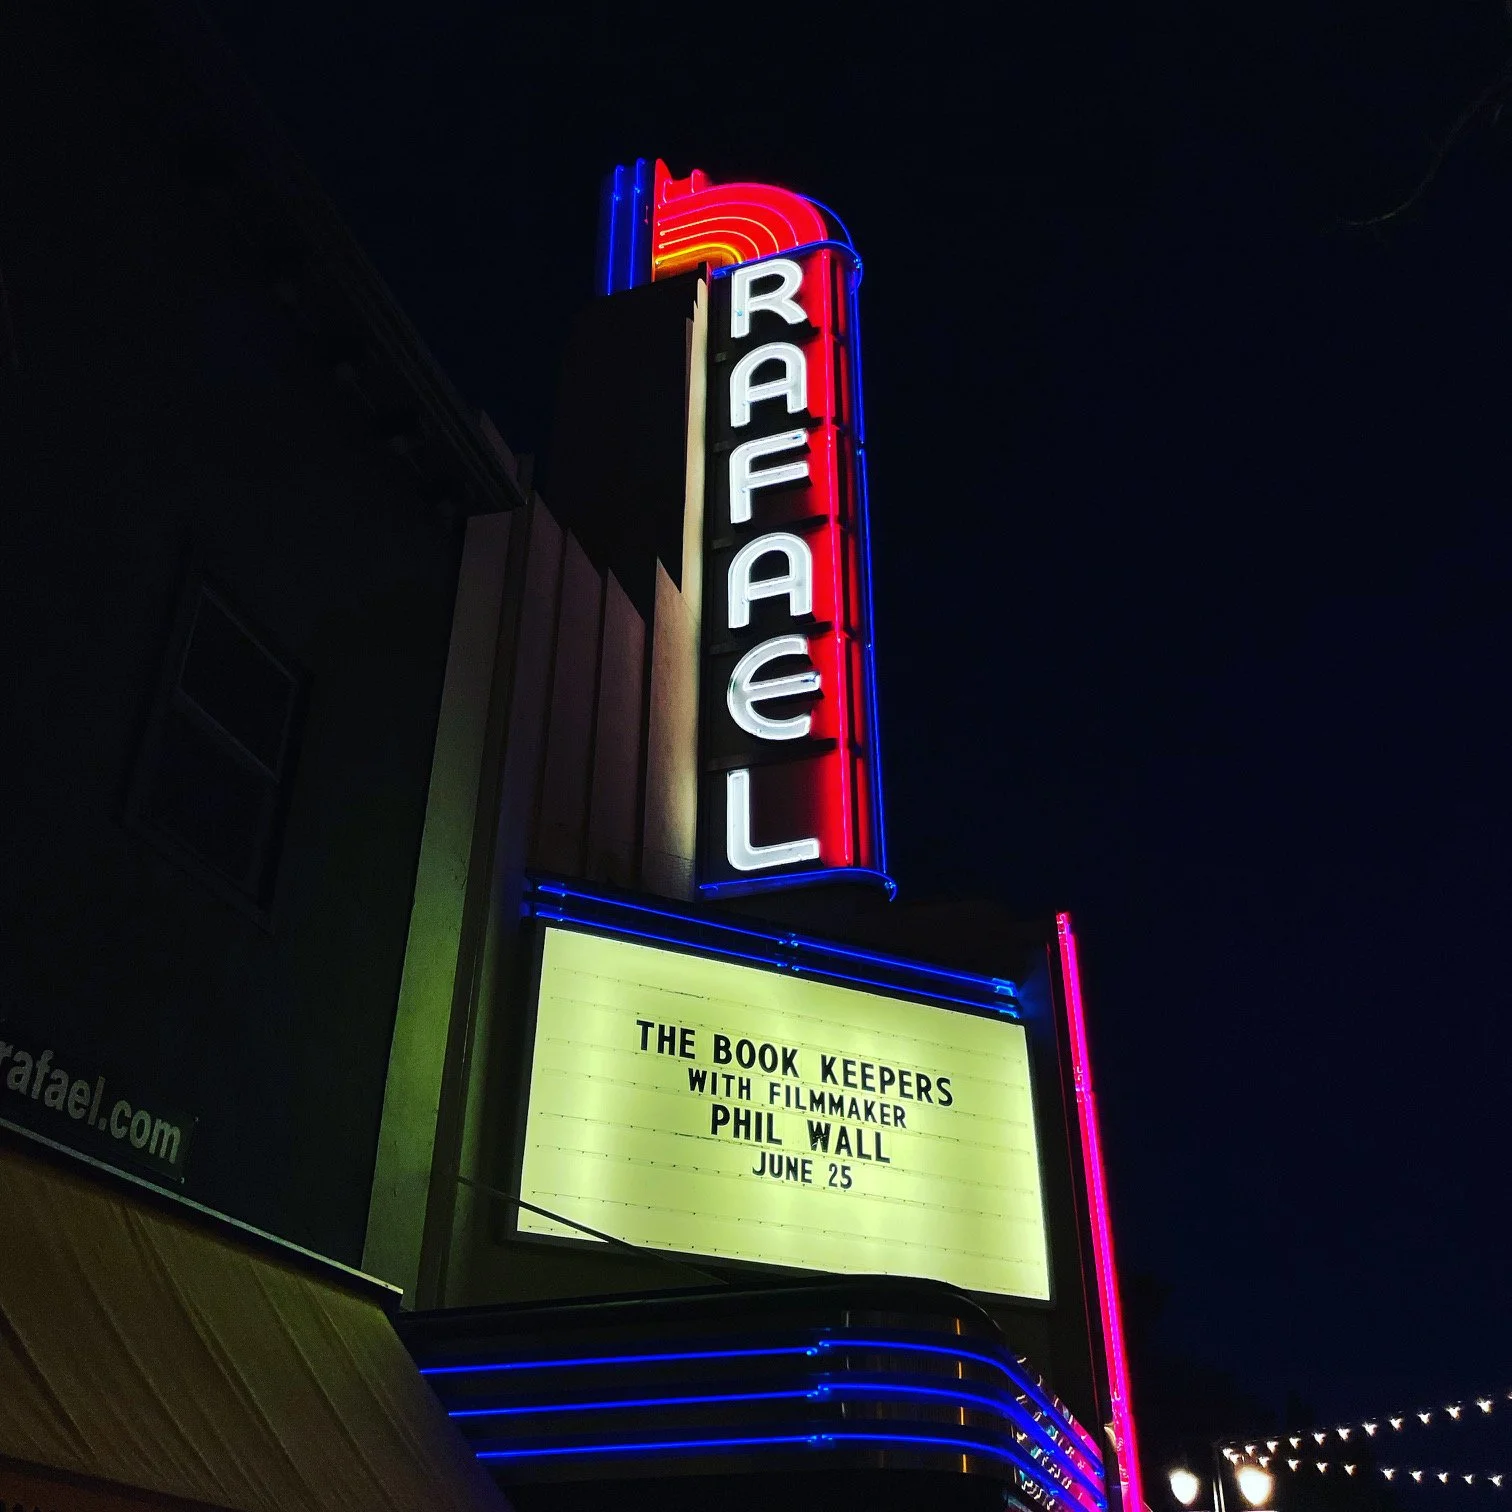 RAFAEL
THE BOOK KEEPERS
WITH FILMMAKER
PHIL WALL
JUNE 25
rafael.com